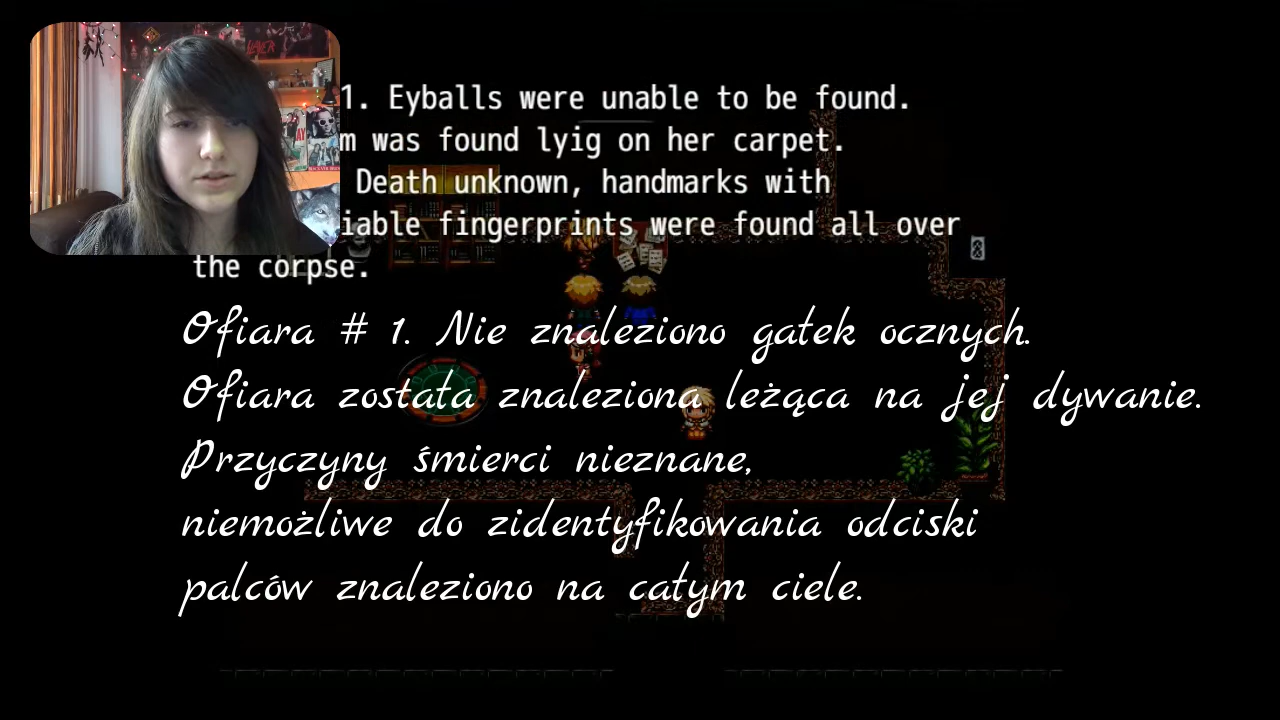 1. Eyballs were unable to be found.
m was found lyig on her carpet.
Death unknown, handmarks with
iable fingerprints were found all over
the corpse.
Ofiara # 1. Nie znaleziono gałek ocznych.
Ofiara została znaleziona leżąca na jej dywanie.
Przyczyny śmierci nieznane,
niemożliwe do zidentyfikowania odciski
palców znaleziono na całym ciele.